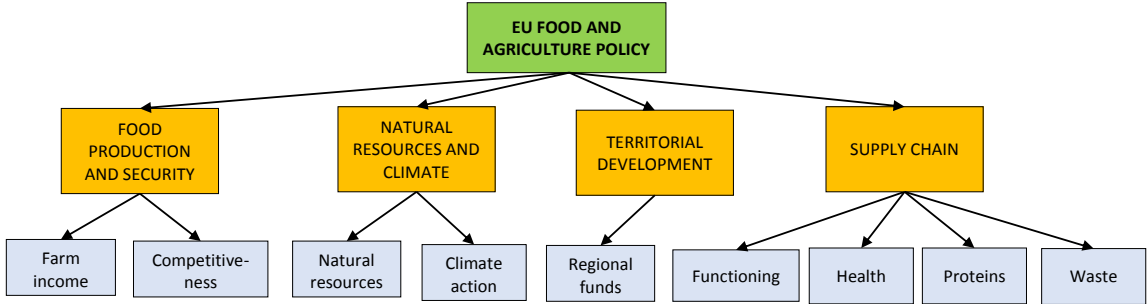 EU FOOD AND
AGRICULTURE POLICY
FOOD
PRODUCTION
AND SECURITY
NATURAL
RESOURCES AND
CLIMATE
TERRITORIAL
DEVELOPMENT
SUPPLY CHAIN
Farm
income
Competitive-
ness
Natural
resources
Climate
action
Regional
funds
Functioning
Health
Proteins
Waste